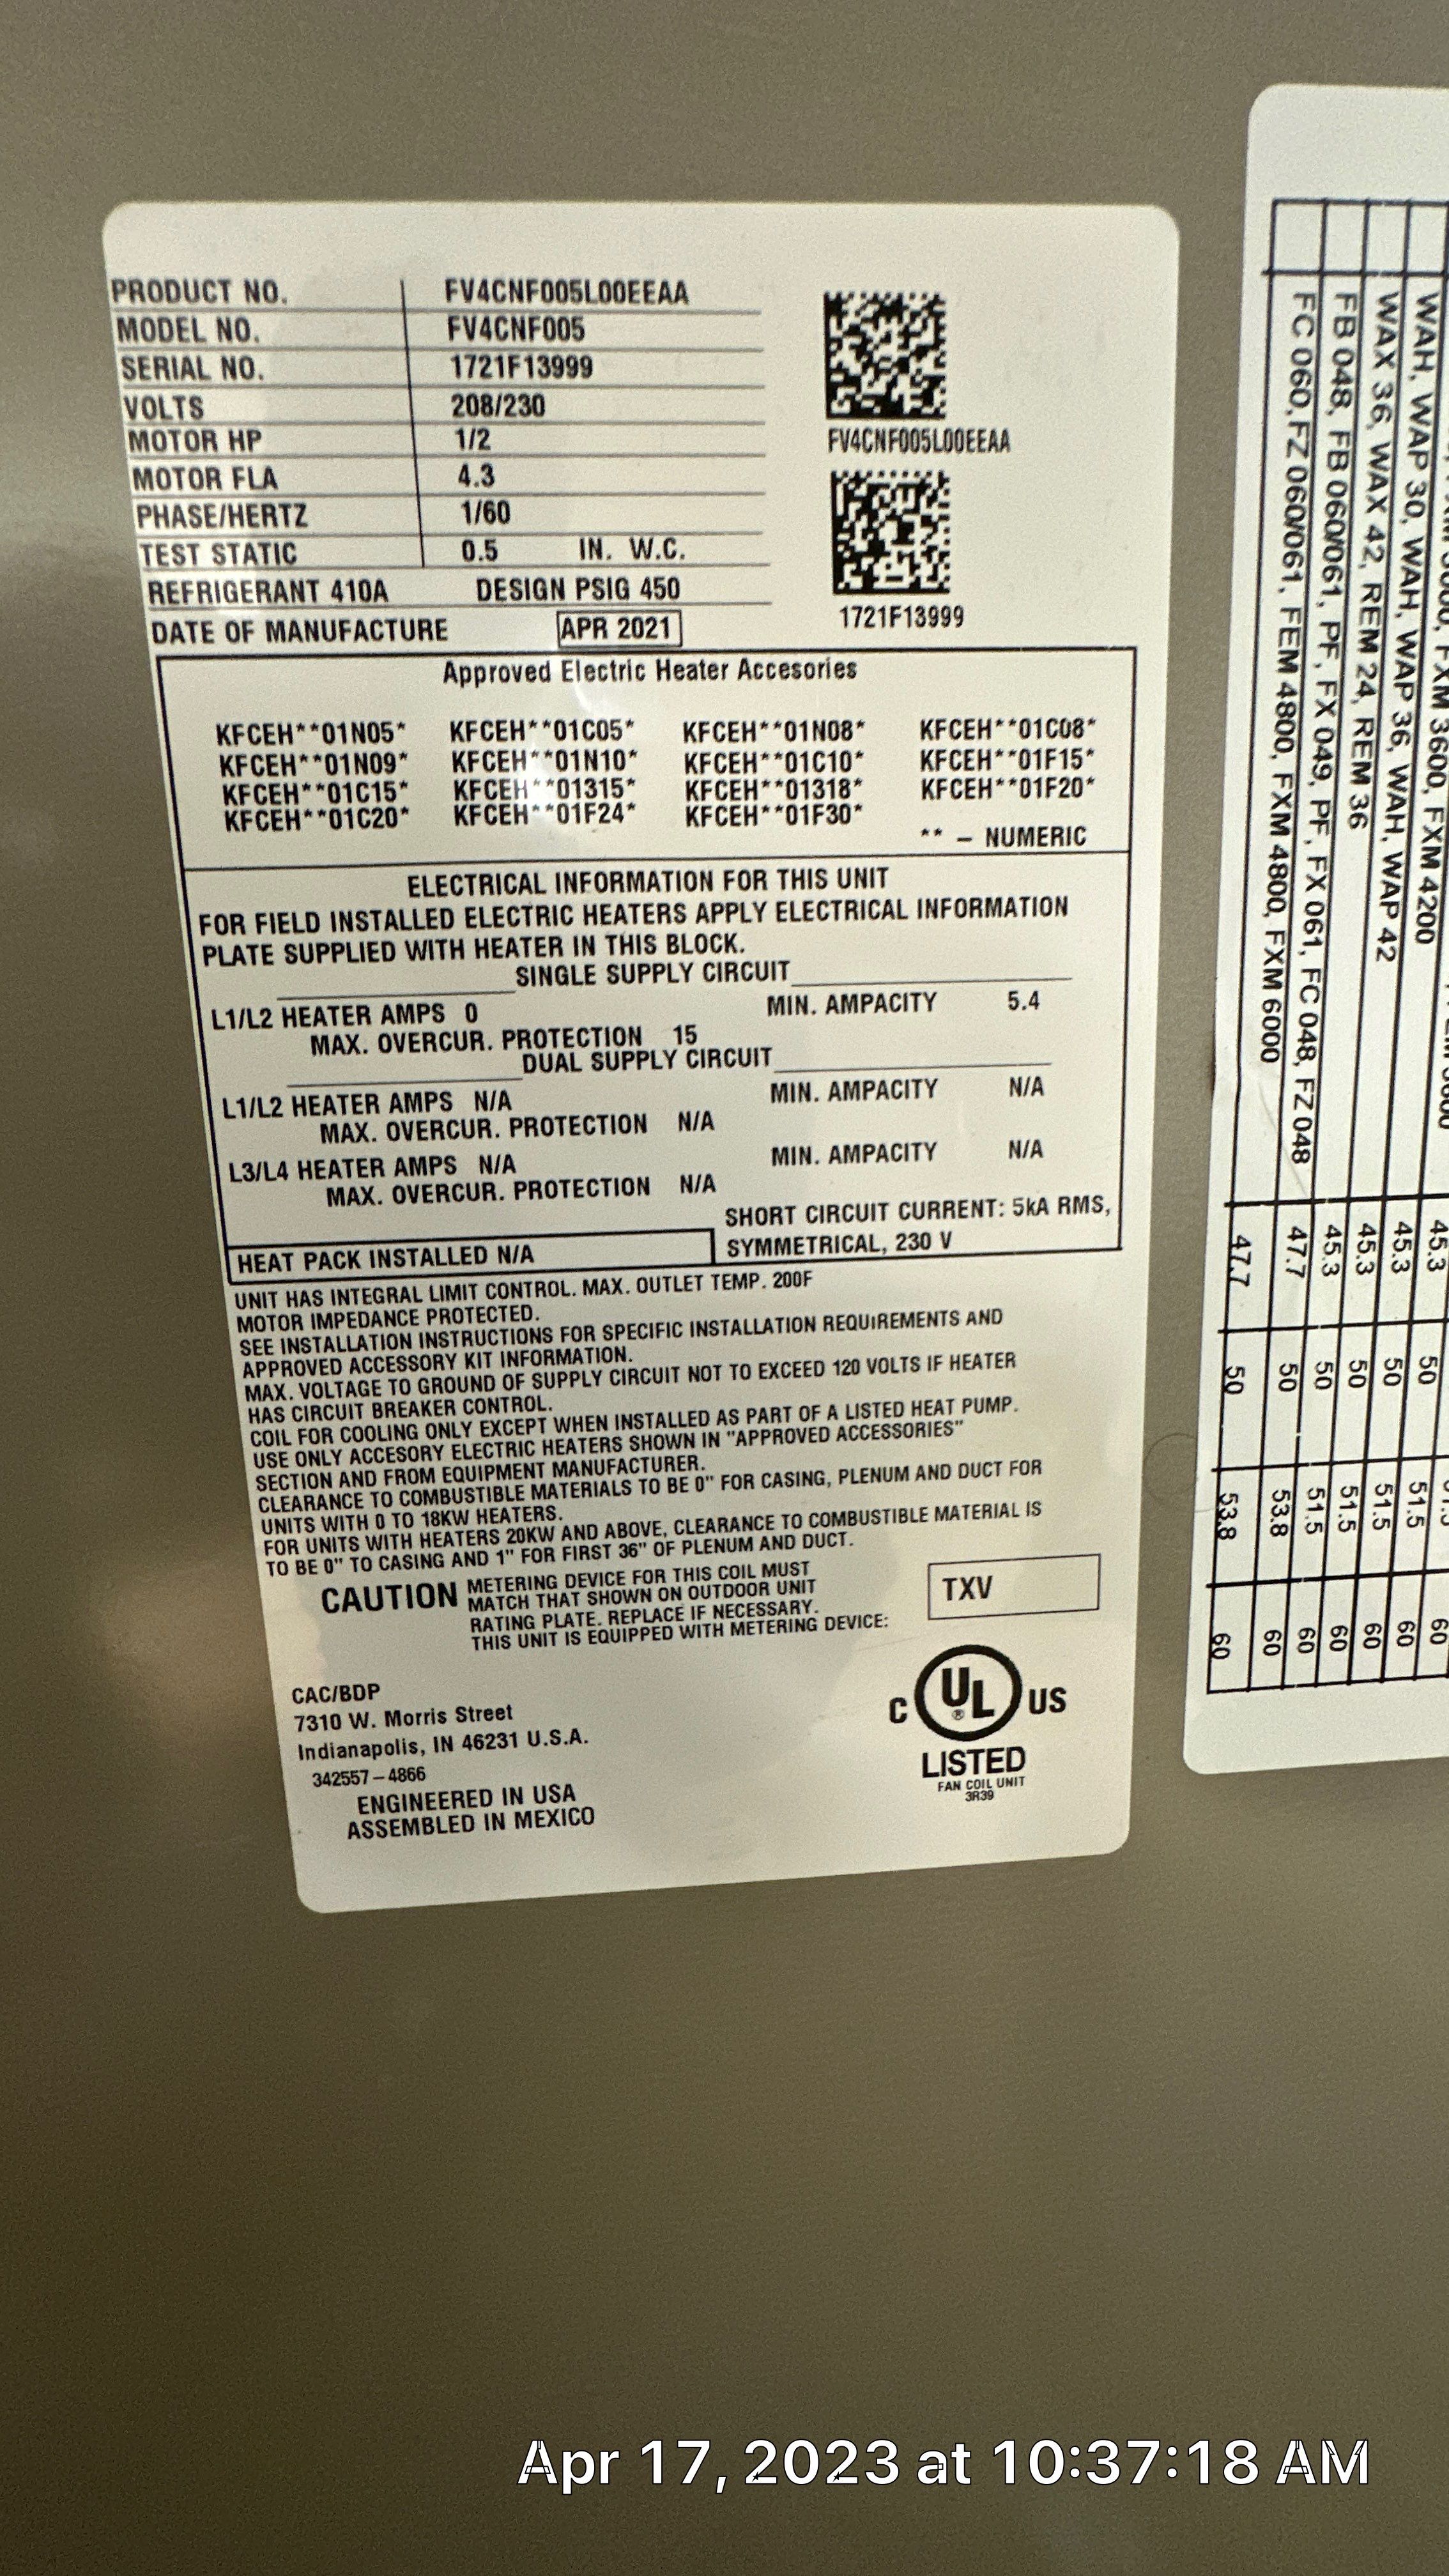 PRODUCT NO. FV4CNF005L00EEAA
MODEL NO. FV4CNF005
SERIAL NO. 1721F13999
VOLTS 208/230
MOTOR HP 1/2
MOTOR FLA 4.3
PHASE/HERTZ 1/60
TEST STATIC 0.5 IN. W.C.
REFRIGERANT 410A DESIGN PSIG 450
DATE OF MANUFACTURE APR 2021
FV4CNF005L00EEAA
1721F13999
Approved Electric Heater Accesories
KFCEH**01N05* KFCEH**01C05* KFCEH**01N08* KFCEH**01C08*
KFCEH**01N09* KFCEH**01N10* KFCEH**01C10* KFCEH**01F15*
KFCEH**01C15* KFCEH**01315* KFCEH**01318* KFCEH**01F20*
KFCEH**01C20* KFCEH**01F24* KFCEH**01F30*
** – NUMERIC
ELECTRICAL INFORMATION FOR THIS UNIT
FOR FIELD INSTALLED ELECTRIC HEATERS APPLY ELECTRICAL INFORMATION
PLATE SUPPLIED WITH HEATER IN THIS BLOCK.
SINGLE SUPPLY CIRCUIT
L1/L2 HEATER AMPS 0 MIN. AMPACITY 5.4
MAX. OVERCUR. PROTECTION 15
DUAL SUPPLY CIRCUIT
L1/L2 HEATER AMPS N/A MIN. AMPACITY N/A
MAX. OVERCUR. PROTECTION N/A
L3/L4 HEATER AMPS N/A MIN. AMPACITY N/A
MAX. OVERCUR. PROTECTION N/A
SHORT CIRCUIT CURRENT: 5kA RMS,
SYMMETRICAL, 230 V
HEAT PACK INSTALLED N/A
UNIT HAS INTEGRAL LIMIT CONTROL. MAX. OUTLET TEMP. 200F
MOTOR IMPEDANCE PROTECTED.
SEE INSTALLATION INSTRUCTIONS FOR SPECIFIC INSTALLATION REQUIREMENTS AND
APPROVED ACCESSORY KIT INFORMATION.
MAX. VOLTAGE TO GROUND OF SUPPLY CIRCUIT NOT TO EXCEED 120 VOLTS IF HEATER
HAS CIRCUIT BREAKER CONTROL.
COIL FOR COOLING ONLY EXCEPT WHEN INSTALLED AS PART OF A LISTED HEAT PUMP.
USE ONLY ACCESORY ELECTRIC HEATERS SHOWN IN "APPROVED ACCESSORIES"
SECTION AND FROM EQUIPMENT MANUFACTURER.
CLEARANCE TO COMBUSTIBLE MATERIALS TO BE 0" FOR CASING, PLENUM AND DUCT FOR
UNITS WITH 0 TO 18KW HEATERS.
FOR UNITS WITH HEATERS 20KW AND ABOVE, CLEARANCE TO COMBUSTIBLE MATERIAL IS
TO BE 0" TO CASING AND 1" FOR FIRST 36" OF PLENUM AND DUCT.
CAUTION METERING DEVICE FOR THIS COIL MUST
MATCH THAT SHOWN ON OUTDOOR UNIT
RATING PLATE. REPLACE IF NECESSARY.
THIS UNIT IS EQUIPPED WITH METERING DEVICE:
TXV
CAC/BDP
7310 W. Morris Street
Indianapolis, IN 46231 U.S.A.
342557–4866
ENGINEERED IN USA
ASSEMBLED IN MEXICO
C UL® US
LISTED
FAN COIL UNIT
3R39
3600, FXM 4200 45.3 50
WAH, WAP 30, WAH, WAP 36, WAH, WAP 42 45.3 50 51.5 60
WAX 36, WAX 42, REM 24, REM 36 45.3 50 51.5 60
FB 048, FB 060/061, PF, FX 049, PF, FX 061, FC 048, FZ 048 45.3 50 51.5 60
FC 060, FZ 060/061, FEM 4800, FXM 4800, FXM 6000 47.7 50 53.8 60
47.7 50 53.8 60
Apr 17, 2023 at 10:37:18 AM